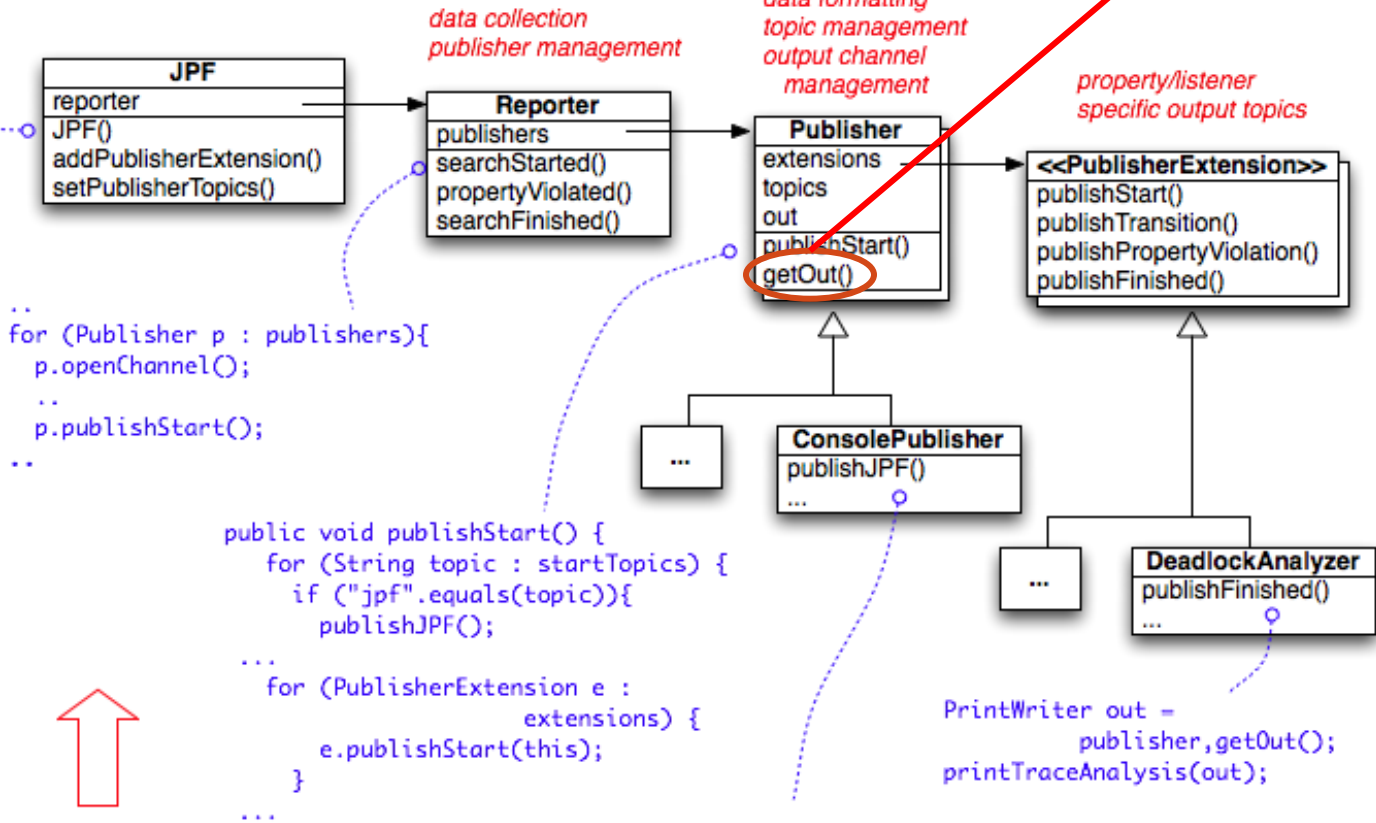 data collection
publisher management
data formatting
topic management
output channel
management
property/listener
specific output topics
JPF
reporter
JPF()
addPublisherExtension()
setPublisherTopics()
Reporter
publishers
searchStarted()
propertyViolated()
searchFinished()
Publisher
extensions
topics
out
publishStart()
getOut()
<<PublisherExtension>>
publishStart()
publishTransition()
publishPropertyViolation()
publishFinished()
..
for (Publisher p : publishers){
p.openChannel();
..
p.publishStart();
..
...
ConsolePublisher
publishJPF()
...
...
DeadlockAnalyzer
publishFinished()
...
public void publishStart() {
for (String topic : startTopics) {
if ("jpf".equals(topic)){
publishJPF();
...
for (PublisherExtension e :
extensions) {
e.publishStart(this);
}
...
PrintWriter out =
publisher,getOut();
printTraceAnalysis(out);